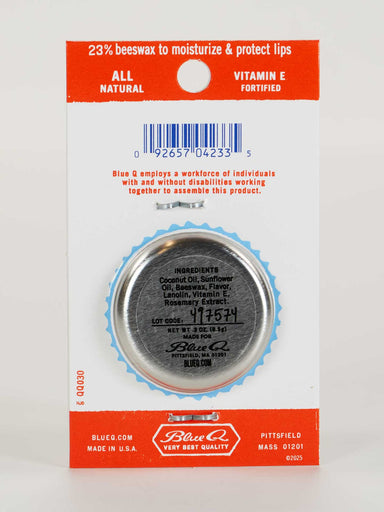 23% beeswax to moisturize & protect lips
ALL
NATURAL
VITAMIN E
FORTIFIED
0 92657 04233 5
Blue Q employs a workforce of individuals
with and without disabilities working
together to assemble this product.
INGREDIENTS
Coconut Oil, Sunflower
Oil, Beeswax, Flavor,
Lanolin, Vitamin E,
Rosemary Extract.
LOT CODE: 497574
NET WT .3 OZ. (8.5g)
MADE FOR
Blue Q
PITTSFIELD, MA 01201
BLUEQ.COM
QQ030
BLUEQ.COM
MADE IN U.S.A.
Blue Q
VERY BEST QUALITY
PITTSFIELD
MASS 01201
©2025